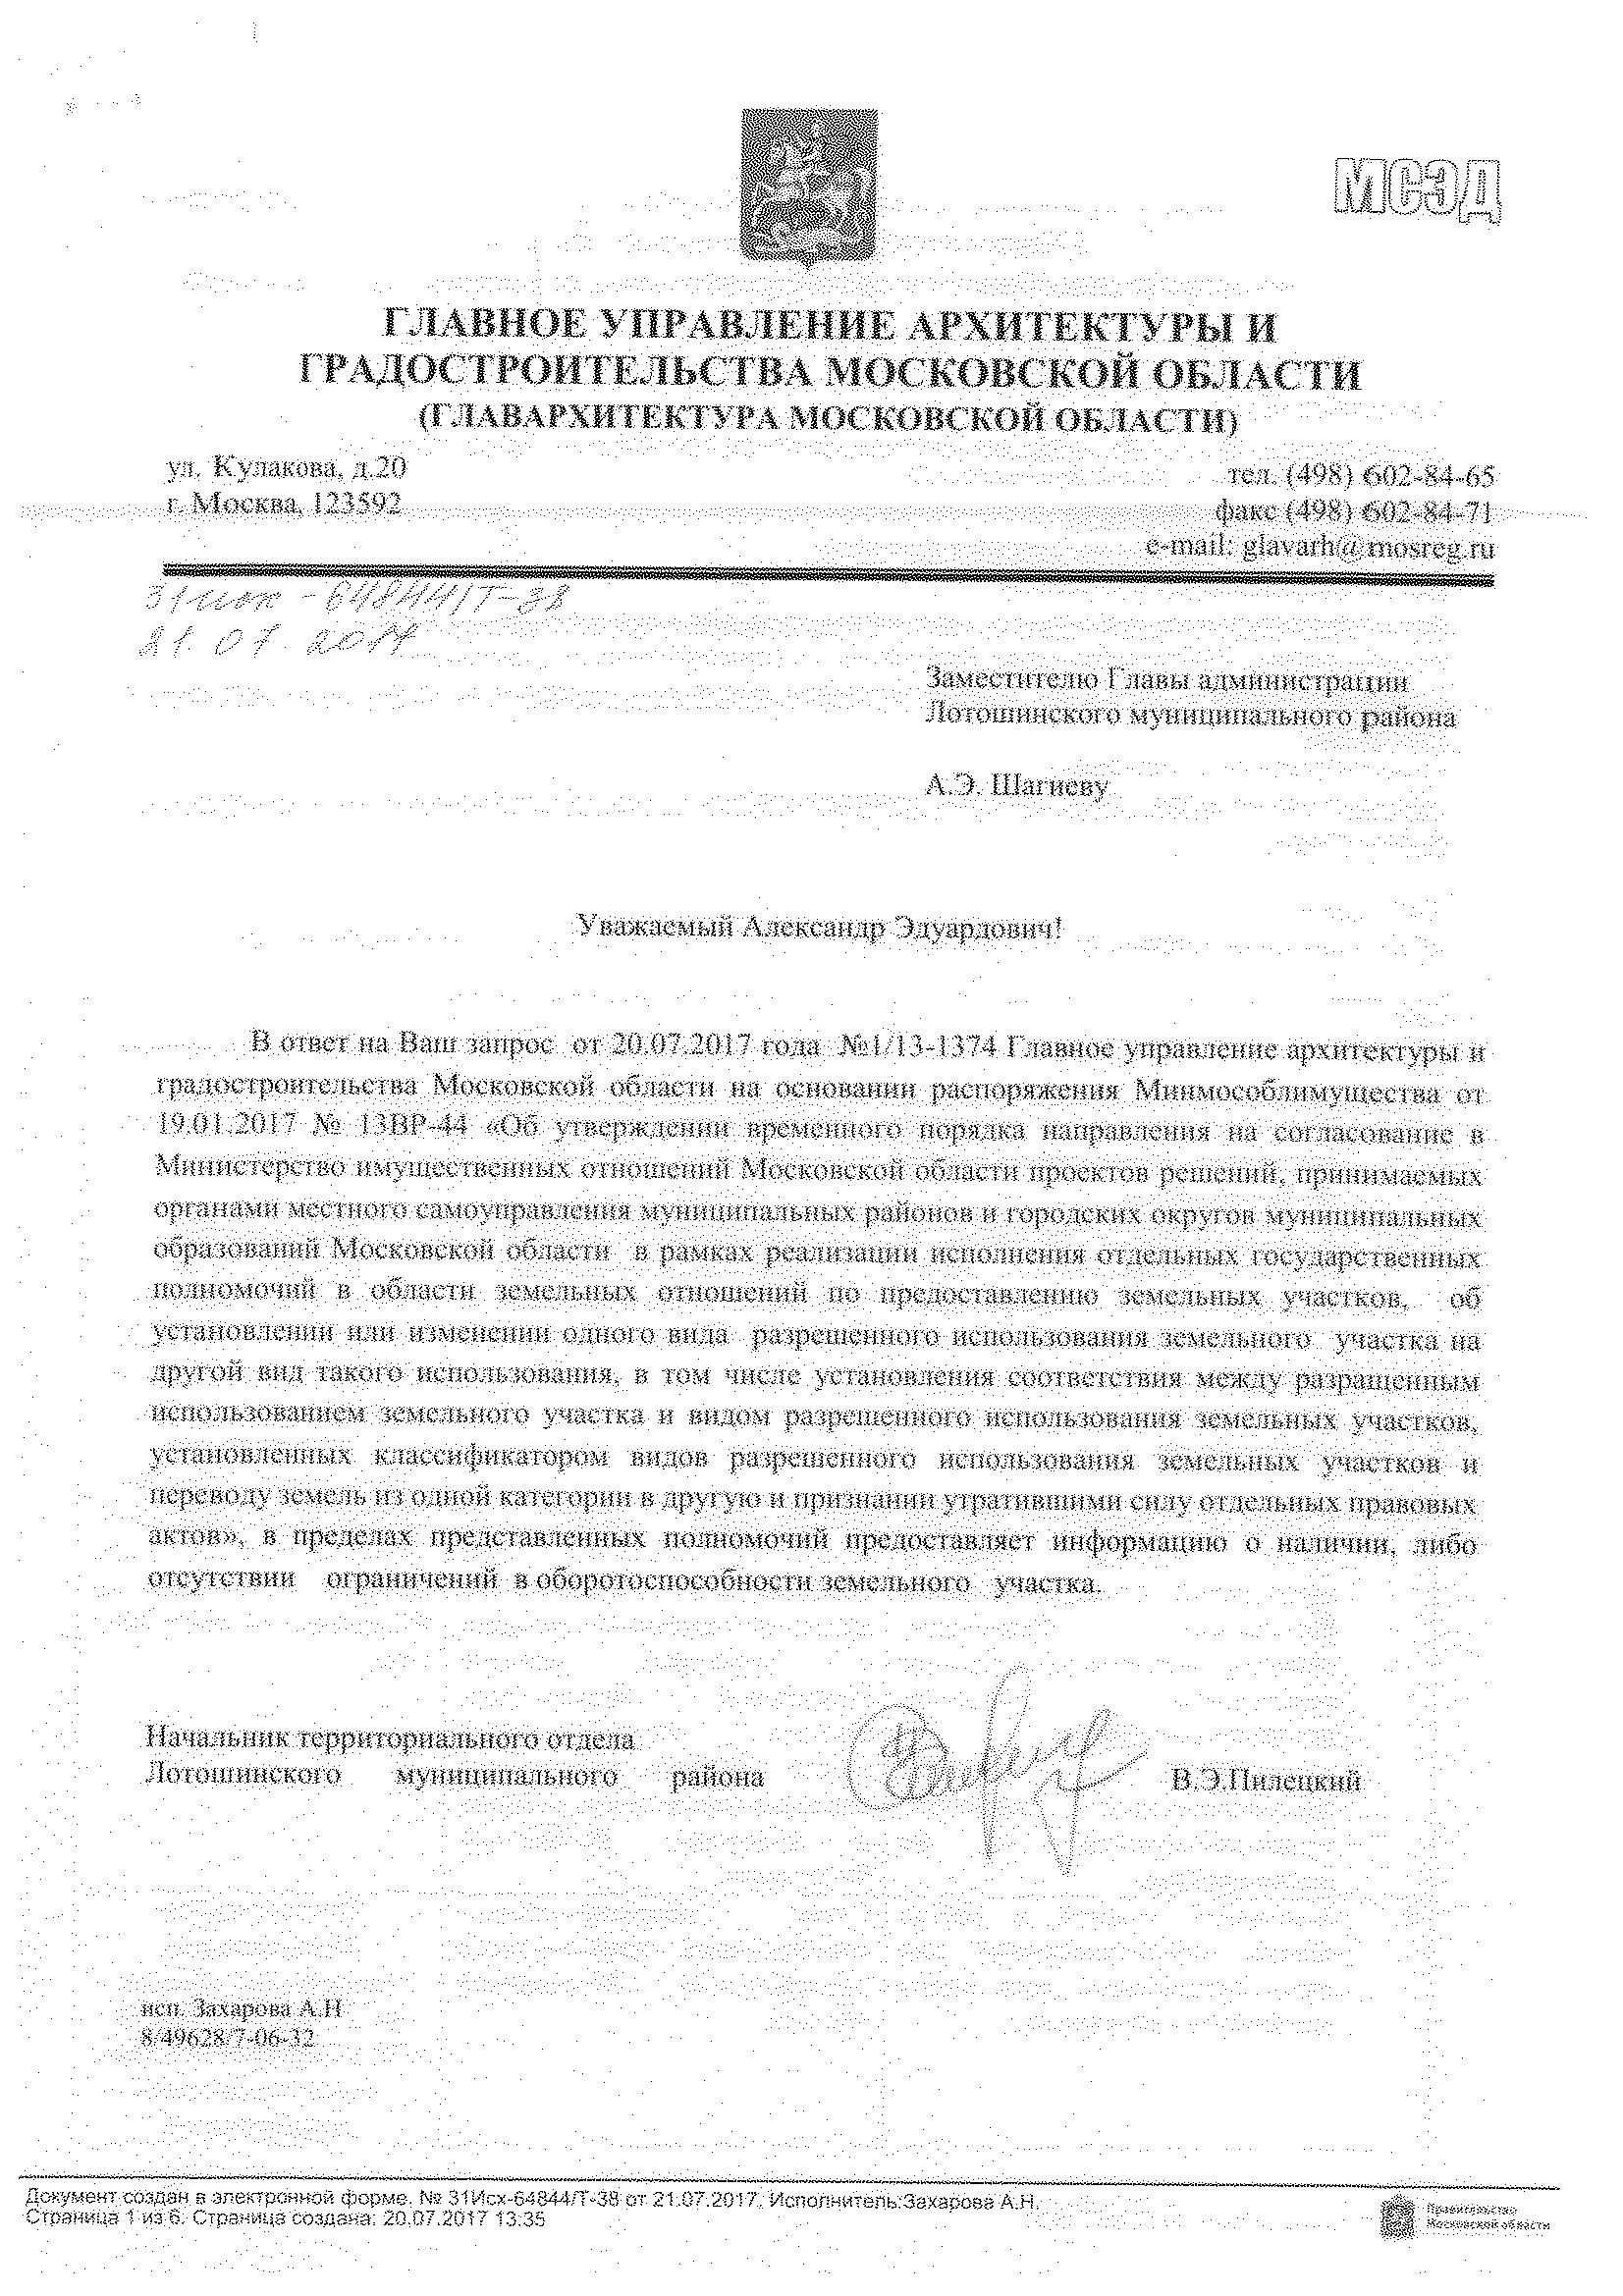 МСЭД
ГЛАВНОЕ УПРАВЛЕНИЕ АРХИТЕКТУРЫ И
ГРАДОСТРОИТЕЛЬСТВА МОСКОВСКОЙ ОБЛАСТИ
(ГЛАВАРХИТЕКТУРА МОСКОВСКОЙ ОБЛАСТИ)
ул. Кулакова, д.20
г. Москва, 123592
тел. (498) 602-84-65
факс (498) 602-84-71
e-mail: glavarh@mosreg.ru
21.07.2017
Заместителю Главы администрации
Лотошинского муниципального района
А.Э. Шагиеву
Уважаемый Александр Эдуардович!
В ответ на Ваш запрос от 20.07.2017 года №1/13-1374 Главное управление архитектуры и
градостроительства Московской области на основании распоряжения Минмособлимущества от
19.01.2017 № 13ВР-44 «Об утверждении временного порядка направления на согласование в
Министерство имущественных отношений Московской области проектов решений, принимаемых
органами местного самоуправления муниципальных районов и городских округов муниципальных
образований Московской области в рамках реализации исполнения отдельных государственных
полномочий в области земельных отношений по предоставлению земельных участков, об
установлении или изменении одного вида разрешенного использования земельного участка на
другой вид такого использования, в том числе установления соответствия между разращенным
использованием земельного участка и видом разрешенного использования земельных участков,
установленных классификатором видов разрешенного использования земельных участков и
переводу земель из одной категории в другую и признании утратившими силу отдельных правовых
актов», в пределах представленных полномочий предоставляет информацию о наличии, либо
отсутствии ограничений в оборотоспособности земельного участка.
Начальник территориального отдела
Лотошинского муниципального района В.Э.Пилецкий
исп. Захарова А.Н
8/49628/7-06-32
Документ создан в электронной форме. № 31Исх-64844/Т-38 от 21.07.2017. Исполнитель:Захарова А.Н.
Страница 1 из 6. Страница создана: 20.07.2017 13:35
Правительство
Московской области